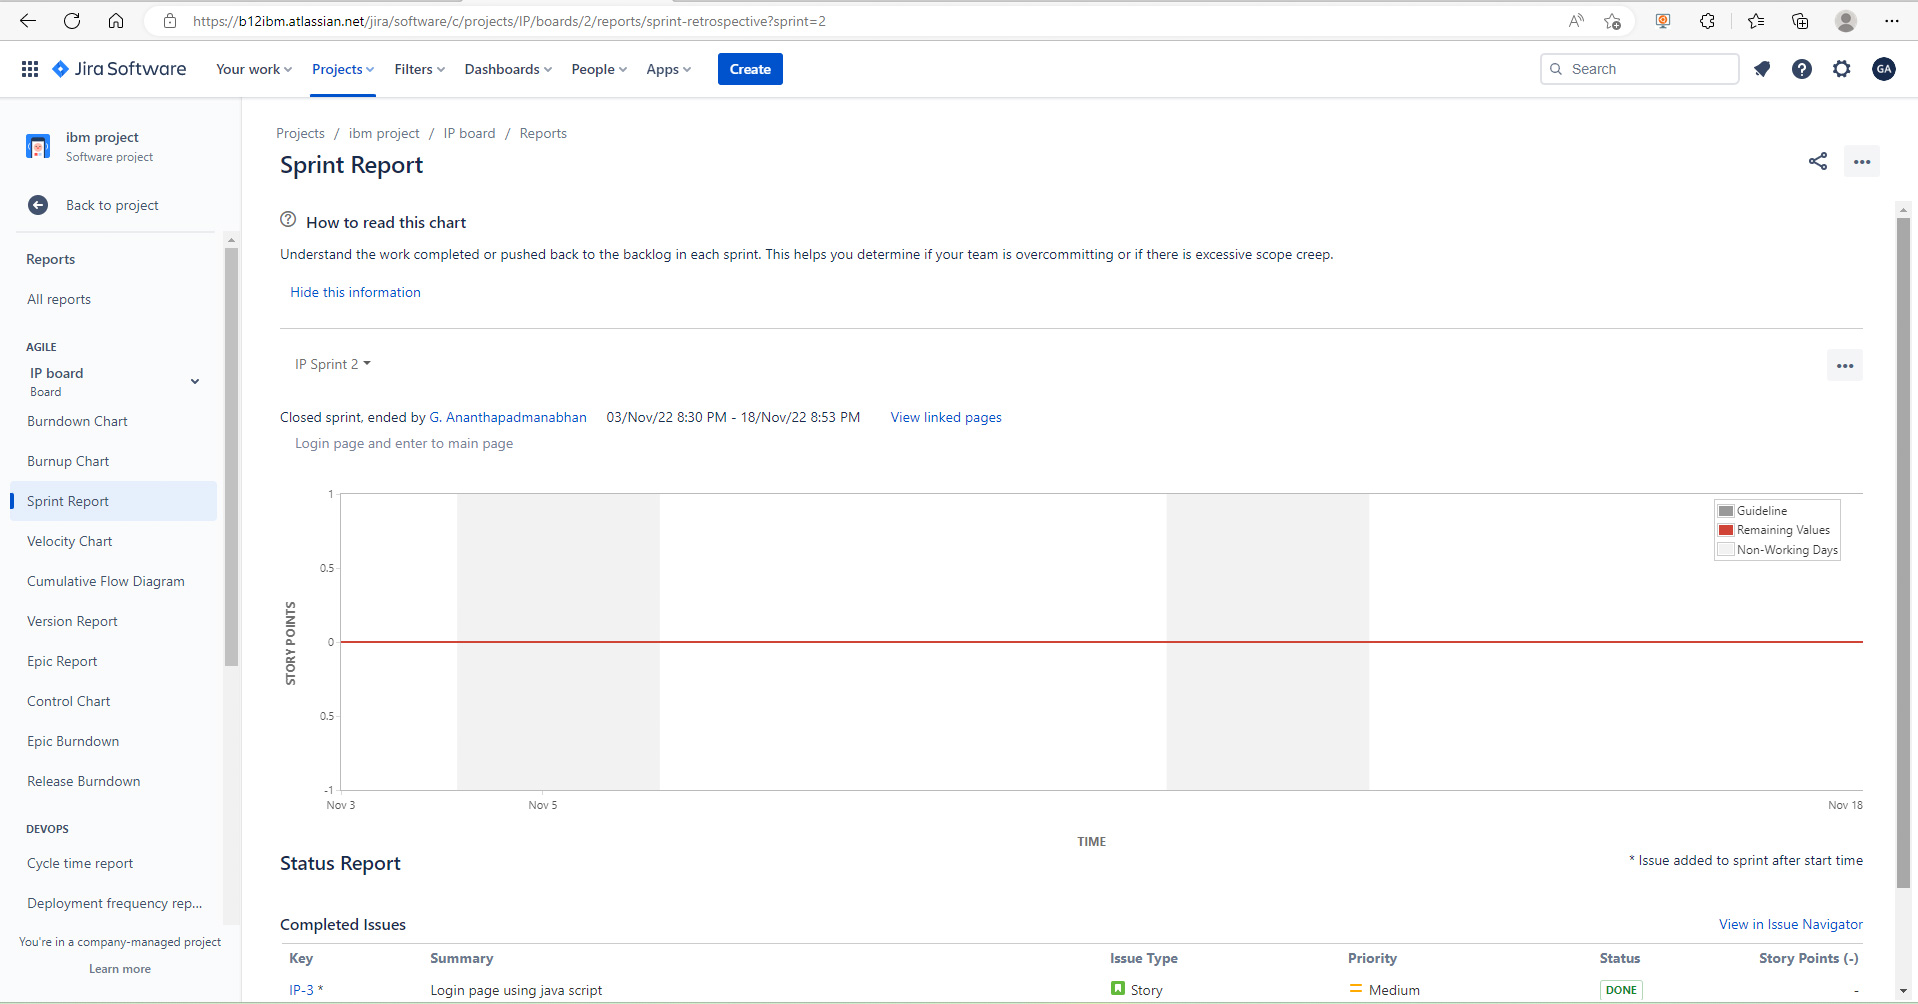 https://b12ibm.atlassian.net/jira/software/c/projects/IP/boards/2/reports/sprint-retrospective?sprint=2
Jira Software
Your work
Projects
Filters
Dashboards
People
Apps
Create
Search
GA
ibm project
Software project
Back to project
Reports
All reports
AGILE
IP board
Board
Burndown Chart
Burnup Chart
Sprint Report
Velocity Chart
Cumulative Flow Diagram
Version Report
Epic Report
Control Chart
Epic Burndown
Release Burndown
DEVOPS
Cycle time report
Deployment frequency rep...
You're in a company-managed project
Learn more
Projects / ibm project / IP board / Reports
Sprint Report
How to read this chart
Understand the work completed or pushed back to the backlog in each sprint. This helps you determine if your team is overcommitting or if there is excessive scope creep.
Hide this information
IP Sprint 2
Closed sprint, ended by G. Ananthapadmanabhan 03/Nov/22 8:30 PM - 18/Nov/22 8:53 PM View linked pages
Login page and enter to main page
1
0.5
0
0.5
-1
STORY POINTS
Guideline
Remaining Values
Non-Working Days
Nov 3 Nov 5 Nov 18
TIME
Status Report
* Issue added to sprint after start time
Completed Issues
View in Issue Navigator
Key Summary Issue Type Priority Status Story Points (-)
IP-3 * Login page using java script Story Medium DONE -